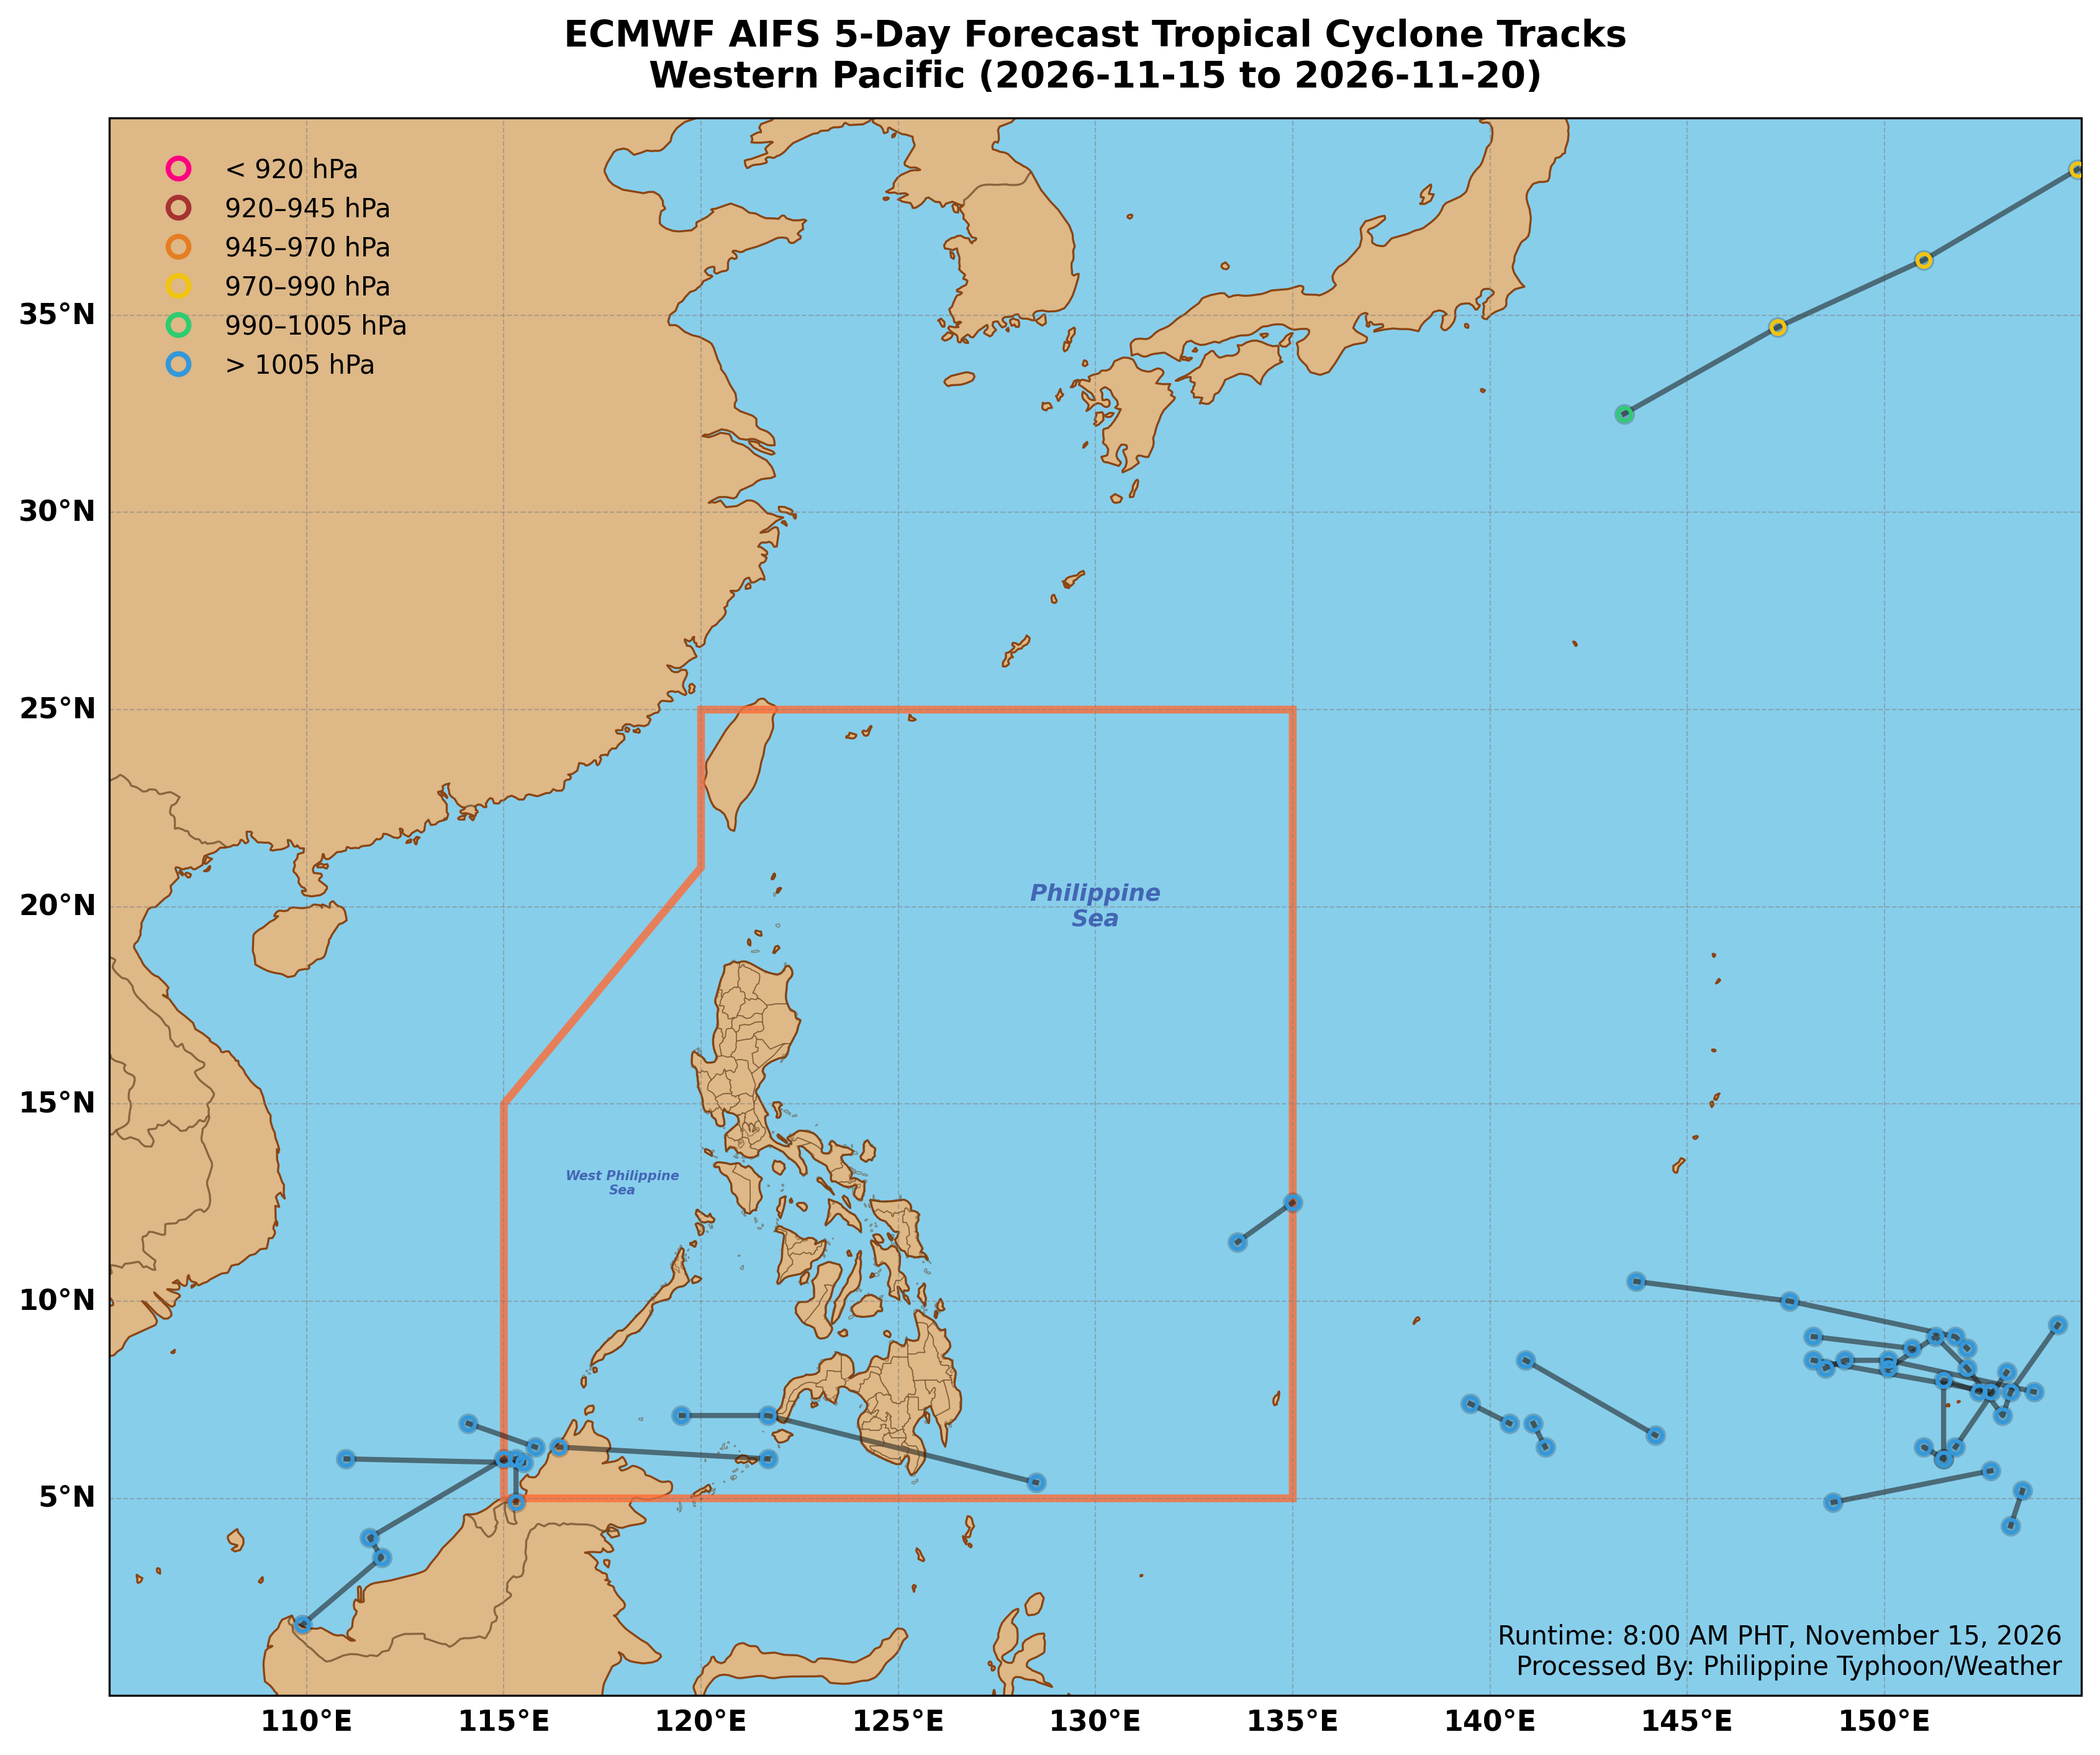 ECMWF AIFS 5-Day Forecast Tropical Cyclone Tracks
Western Pacific (2026-11-15 to 2026-11-20)
< 920 hPa
920–945 hPa
945–970 hPa
970–990 hPa
990–1005 hPa
> 1005 hPa
35°N
30°N
25°N
20°N
15°N
10°N
5°N
Philippine
Sea
West Philippine
Sea
Runtime: 8:00 AM PHT, November 15, 2026
Processed By: Philippine Typhoon/Weather
110°E
115°E
120°E
125°E
130°E
135°E
140°E
145°E
150°E